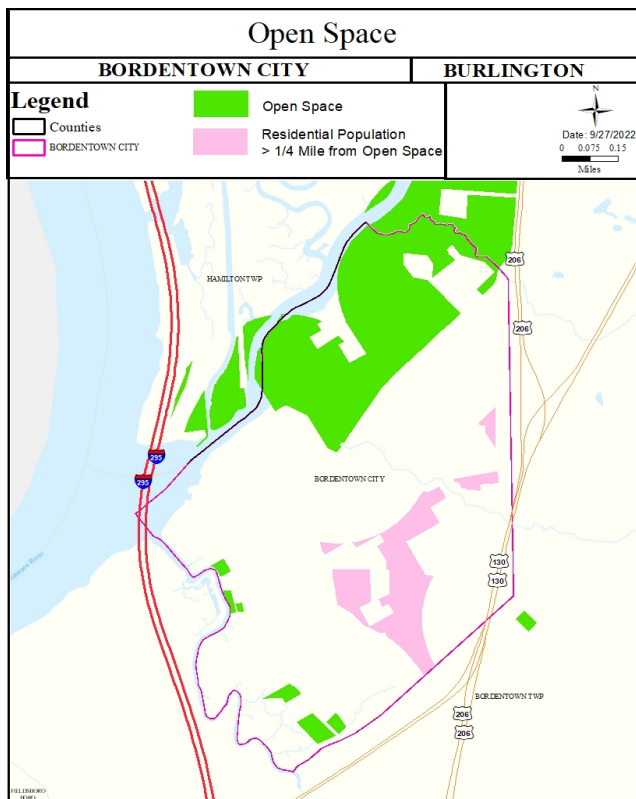 Open Space
BORDENTOWN CITY
BURLINGTON
Legend
Counties
BORDENTOWN CITY
Open Space
Residential Population
> 1/4 Mile from Open Space
N
Date: 9/27/2022
0 0.075 0.15
Miles
HAMILTON TWP
206
206
295
295
BORDENTOWN CITY
130
130
BORDENTOWN TWP
206
206
FIELDSBORO
BORO